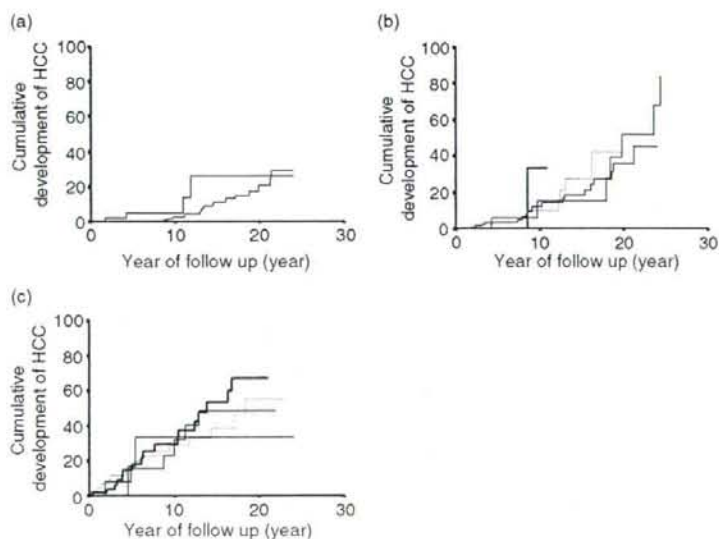 (a)
100
80
60
40
20
0
Cumulative
development of HCC
0 10 20 30
Year of follow up (year)
(b)
100
80
60
40
20
0
Cumulative
development of HCC
0 10 20 30
Year of follow up (year)
(c)
100
80
60
40
20
0
Cumulative
development of HCC
0 10 20 30
Year of follow up (year)